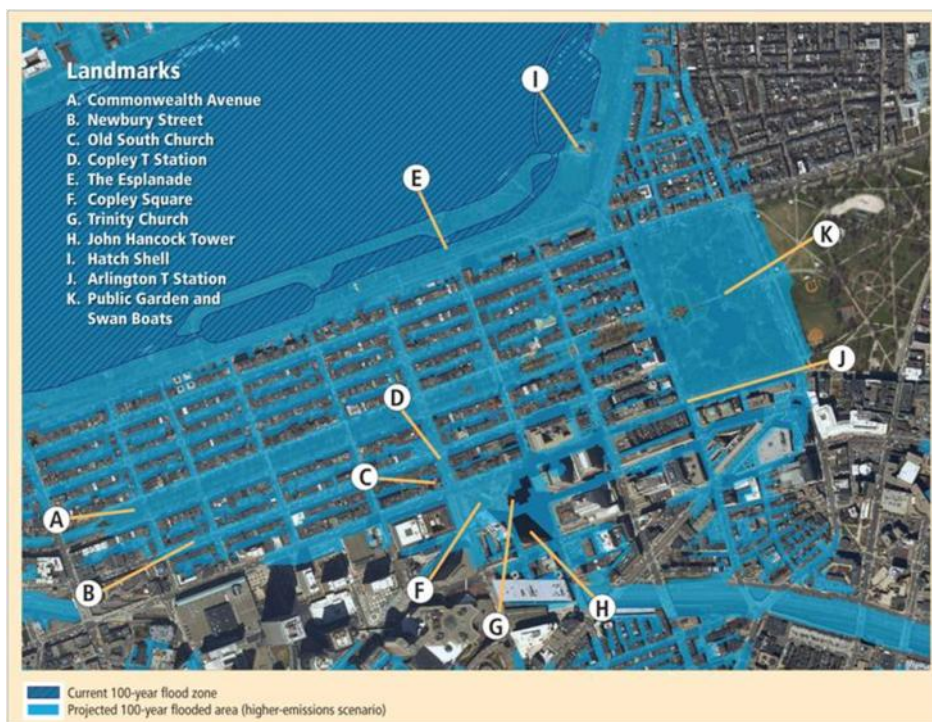 Landmarks
A. Commonwealth Avenue
B. Newbury Street
C. Old South Church
D. Copley T Station
E. The Esplanade
F. Copley Square
G. Trinity Church
H. John Hancock Tower
I. Hatch Shell
J. Arlington T Station
K. Public Garden and
Swan Boats
I
E
K
J
D
C
A
B
F
G
H
Current 100-year flood zone
Projected 100-year flooded area (higher-emissions scenario)